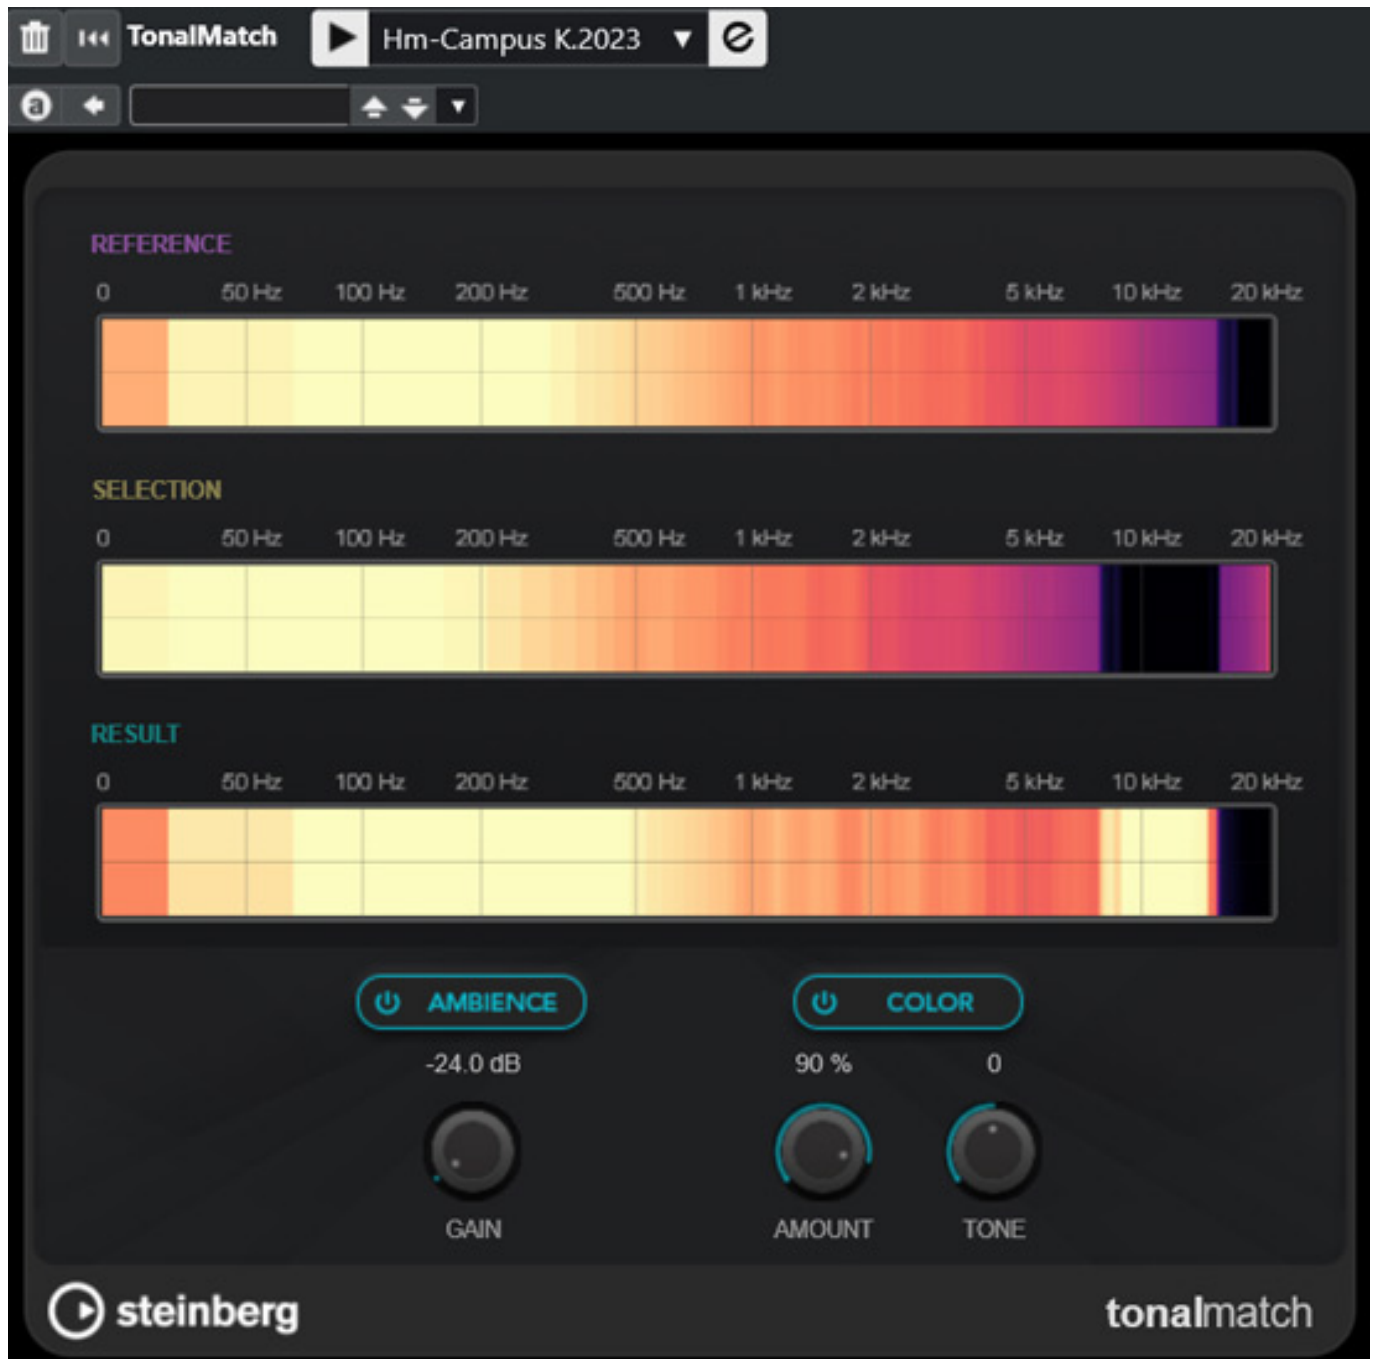 TonalMatch Hm-Campus K.2023
a
REFERENCE
0 50 Hz 100 Hz 200 Hz 500 Hz 1 kHz 2 kHz 5 kHz 10 kHz 20 kHz
SELECTION
0 50 Hz 100 Hz 200 Hz 500 Hz 1 kHz 2 kHz 5 kHz 10 kHz 20 kHz
RESULT
0 50 Hz 100 Hz 200 Hz 500 Hz 1 kHz 2 kHz 5 kHz 10 kHz 20 kHz
AMBIENCE COLOR
-24.0 dB 90 % 0
GAIN AMOUNT TONE
steinberg tonalmatch